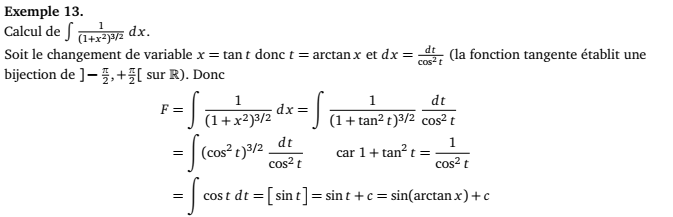 Exemple 13.
Calcul de ∫ 1/(1+x²)^{3/2} dx.
Soit le changement de variable x = tan t donc t = arctan x et dx = dt/cos² t (la fonction tangente établit une
bijection de ]−π/2, +π/2[ sur ℝ). Donc
F = ∫ 1/(1+x²)^{3/2} dx = ∫ 1/(1+tan² t)^{3/2} dt/cos² t
= ∫ (cos² t)^{3/2} dt/cos² t car 1+tan² t = 1/cos² t
= ∫ cos t dt = [sin t] = sin t + c = sin(arctan x) + c